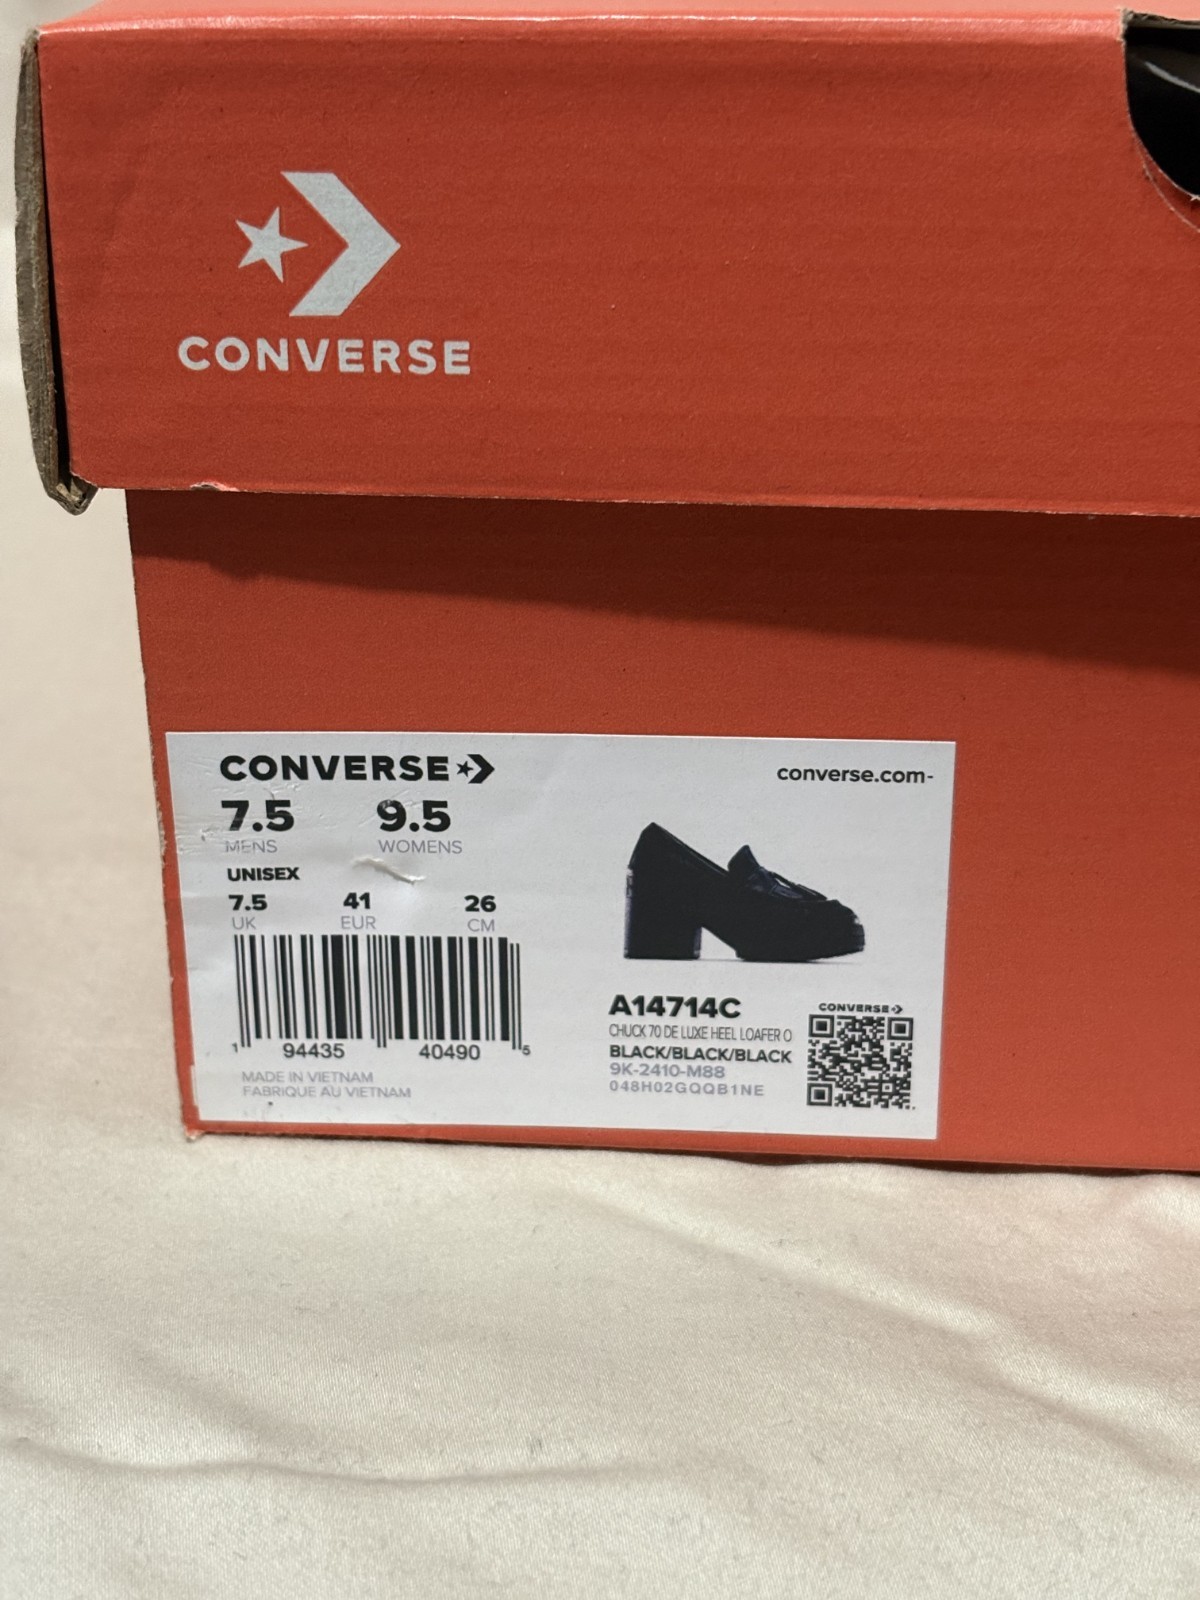 CONVERSE
CONVERSE
converse.com-
7.5 9.5
MENS WOMENS
UNISEX
7.5 41 26
UK EUR CM
1 94435 40490 5
MADE IN VIETNAM
FABRIQUE AU VIETNAM
A14714C
CHUCK 70 DE LUXE HEEL LOAFER O
BLACK/BLACK/BLACK
9K-2410-M88
048H02GQQB1NE
CONVERSE